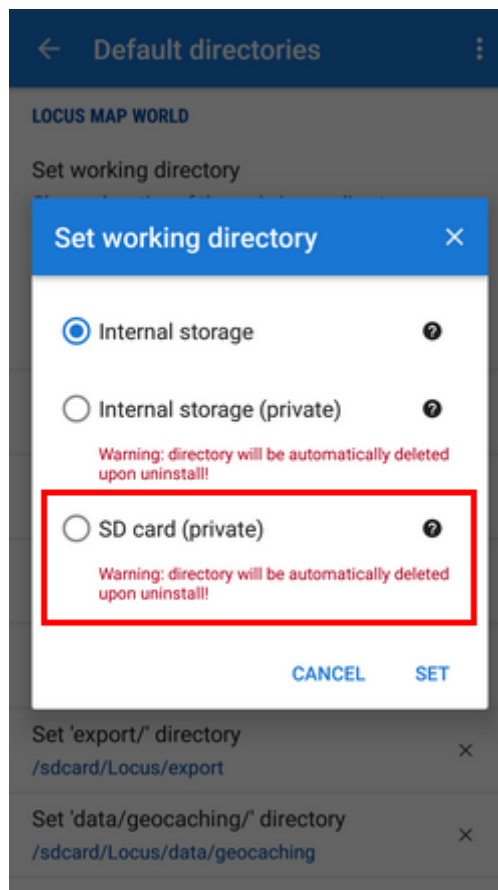 Default directories
LOCUS MAP WORLD
Set working directory
Set working directory
Internal storage
Internal storage (private)
Warning: directory will be automatically deleted
upon uninstall!
SD card (private)
Warning: directory will be automatically deleted
upon uninstall!
CANCEL SET
Set 'export/' directory
/sdcard/Locus/export
Set 'data/geocaching/' directory
/sdcard/Locus/data/geocaching